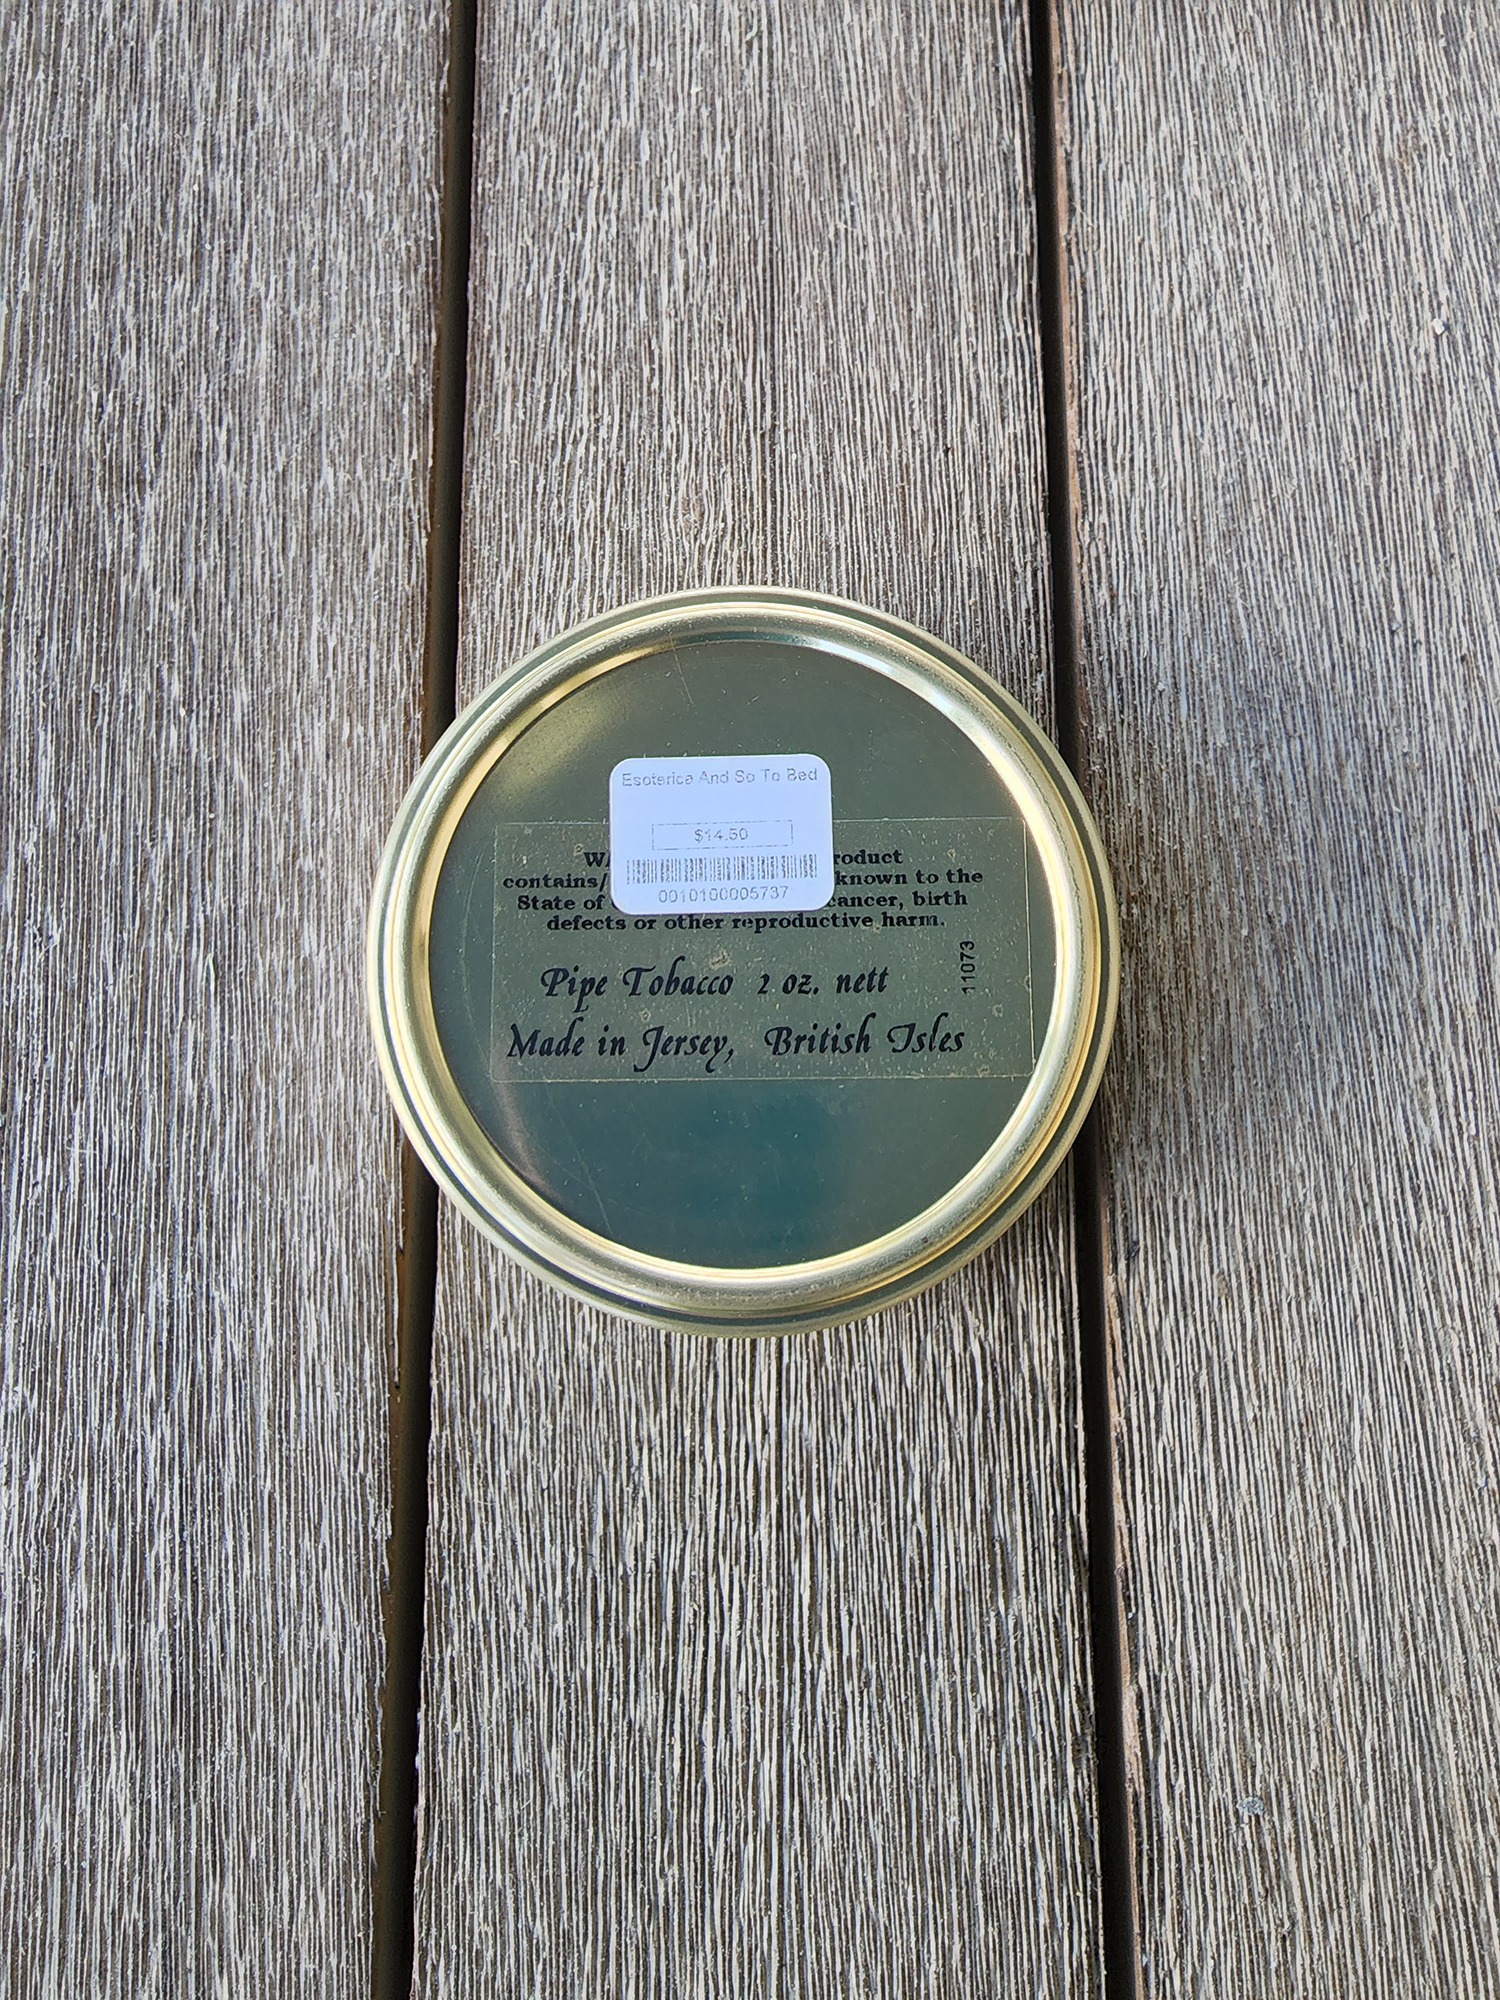 Esoterica And So To Bed
$14.50
0010100005737
roduct
contains/ known to the
State of cancer, birth
defects or other reproductive harm.
Pipe Tobacco 2 oz. nett
Made in Jersey, British Isles
11073